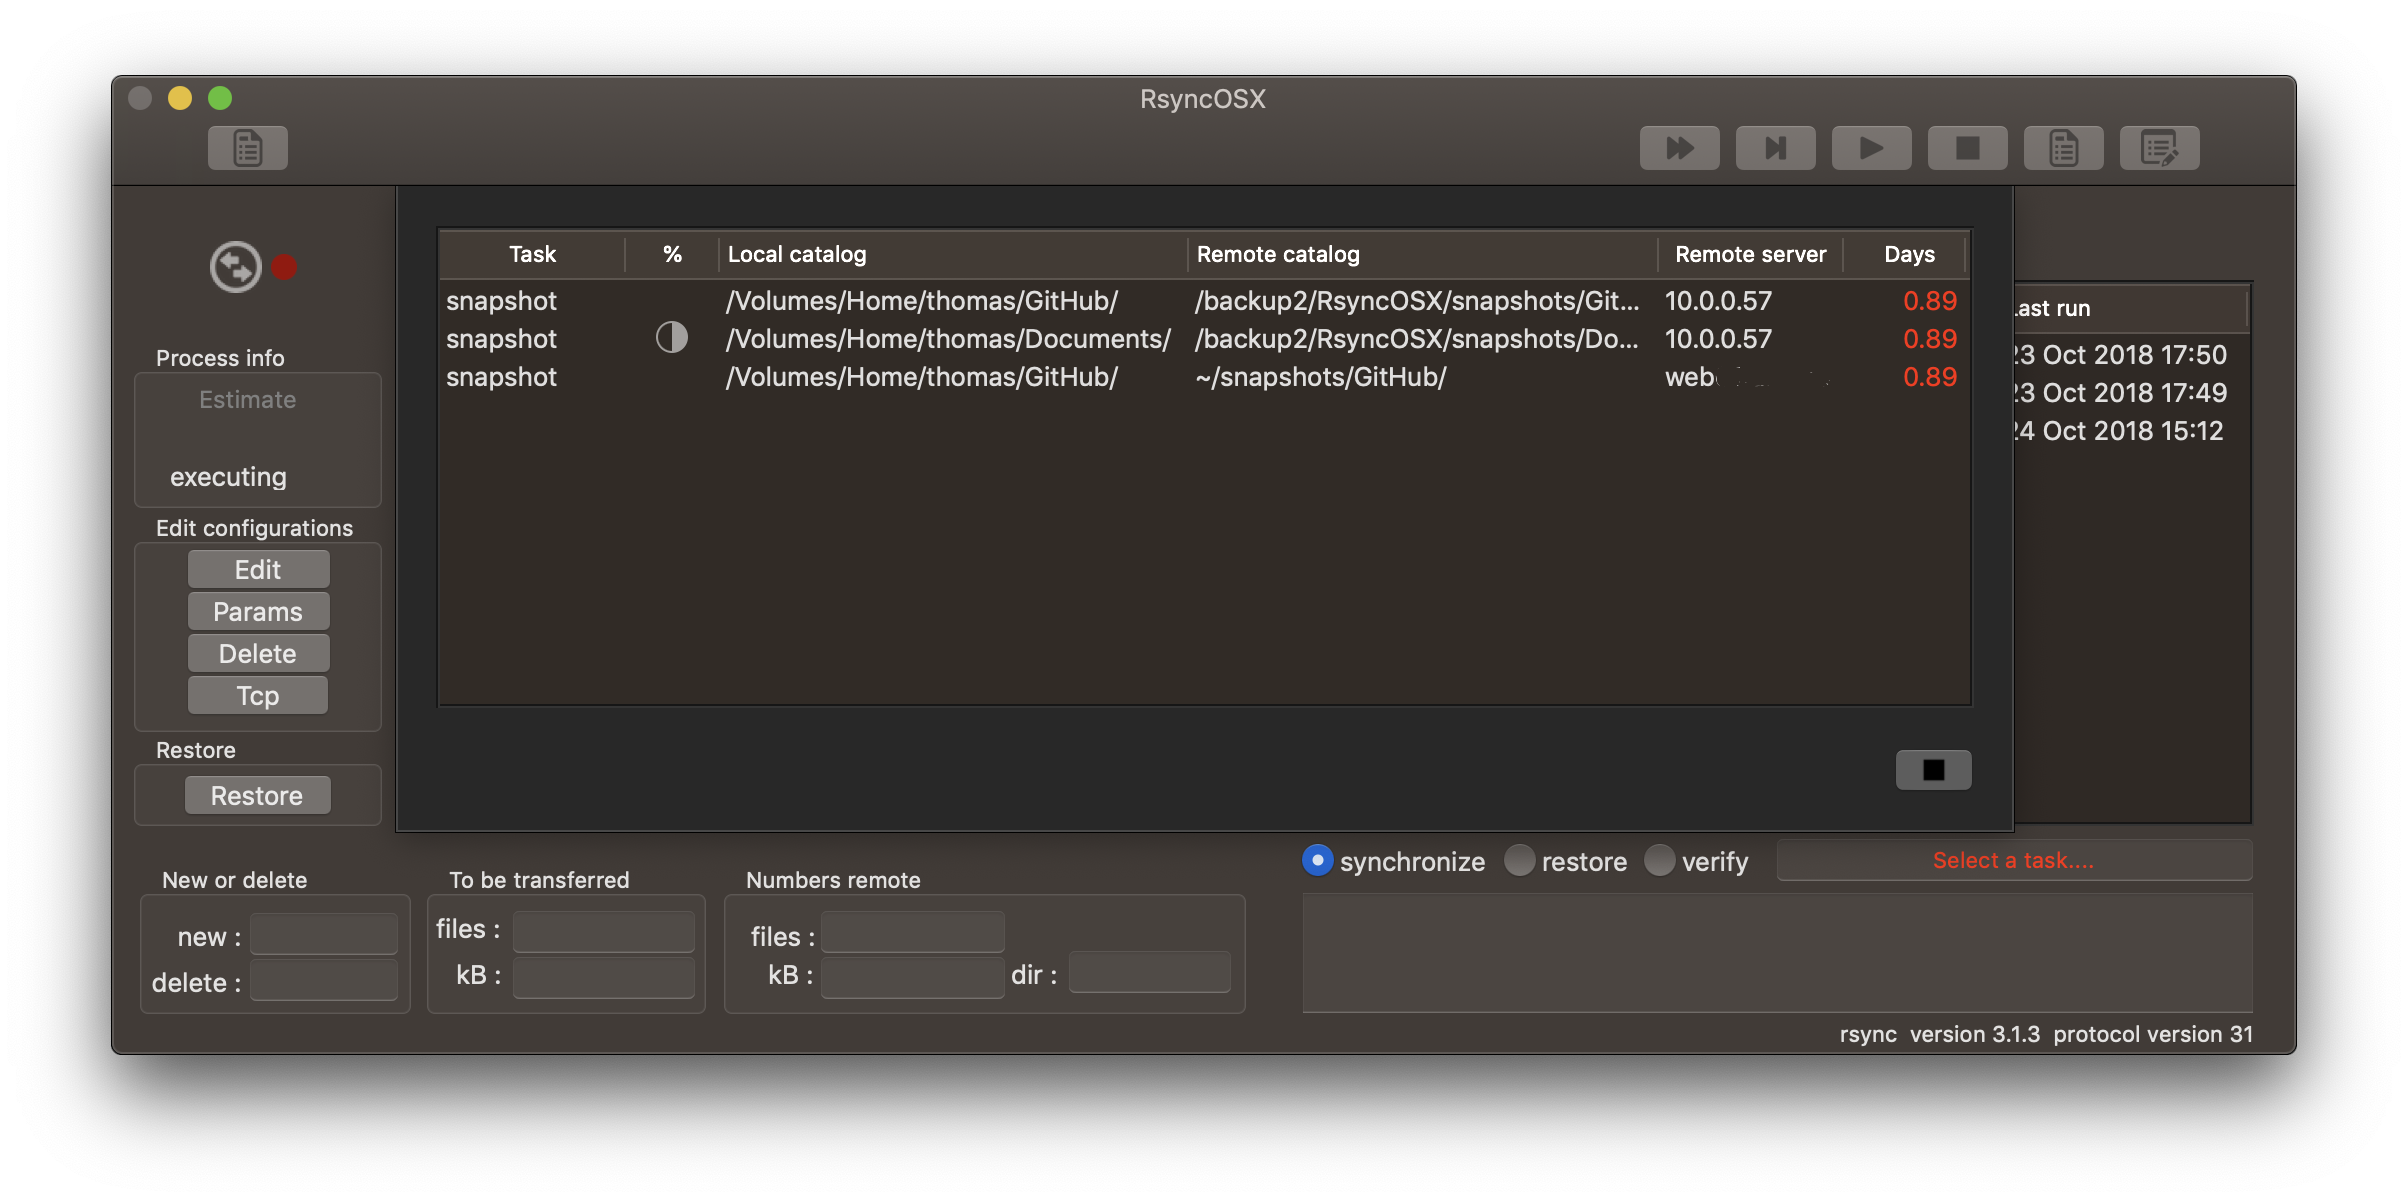 RsyncOSX
Process info
Estimate
executing
Edit configurations
Edit
Params
Delete
Tcp
Restore
Restore
Task % Local catalog Remote catalog Remote server Days
snapshot /Volumes/Home/thomas/GitHub/ /backup2/RsyncOSX/snapshots/Git... 10.0.0.57 0.89
snapshot /Volumes/Home/thomas/Documents/ /backup2/RsyncOSX/snapshots/Do... 10.0.0.57 0.89
snapshot /Volumes/Home/thomas/GitHub/ ~/snapshots/GitHub/ web 0.89
Last run
23 Oct 2018 17:50
23 Oct 2018 17:49
24 Oct 2018 15:12
synchronize restore verify Select a task....
New or delete
new :
delete :
To be transferred
files :
kB :
Numbers remote
files :
kB : dir :
rsync version 3.1.3 protocol version 31